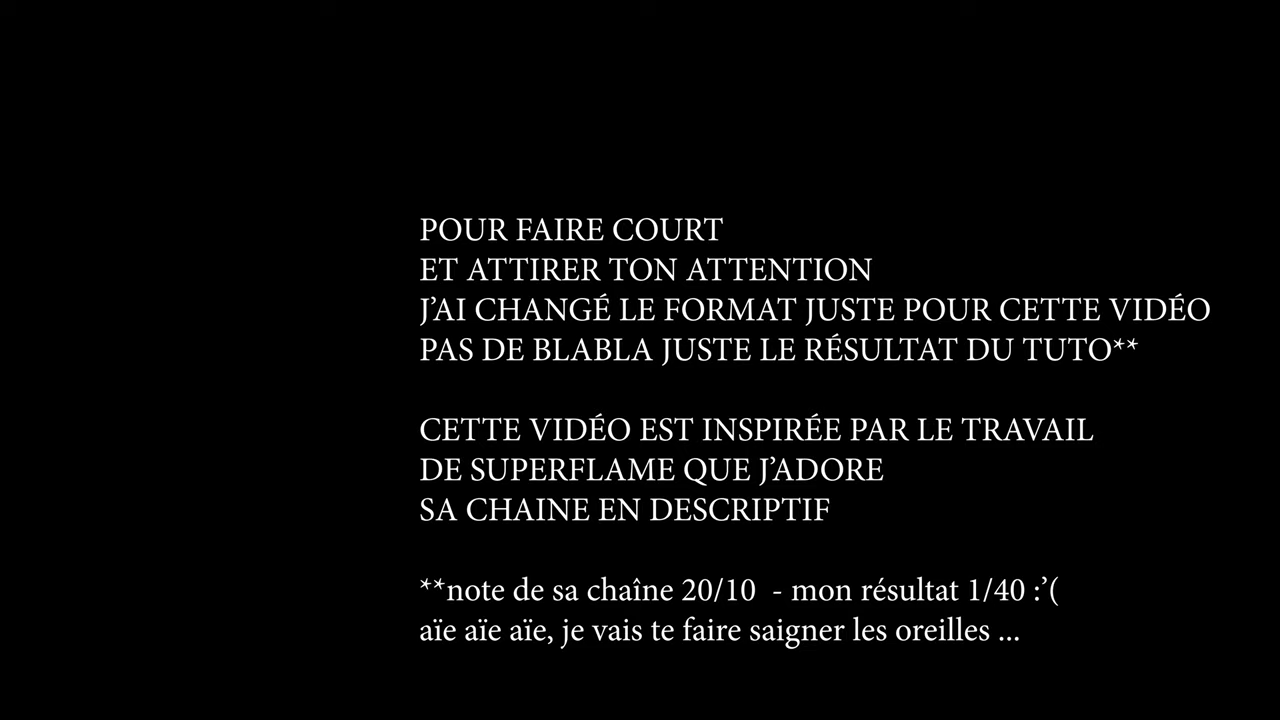 POUR FAIRE COURT
ET ATTIRER TON ATTENTION
J’AI CHANGÉ LE FORMAT JUSTE POUR CETTE VIDÉO
PAS DE BLABLA JUSTE LE RÉSULTAT DU TUTO**
CETTE VIDÉO EST INSPIRÉE PAR LE TRAVAIL
DE SUPERFLAME QUE J’ADORE
SA CHAINE EN DESCRIPTIF
**note de sa chaîne 20/10  - mon résultat 1/40 :’(
aïe aïe aïe, je vais te faire saigner les oreilles ...